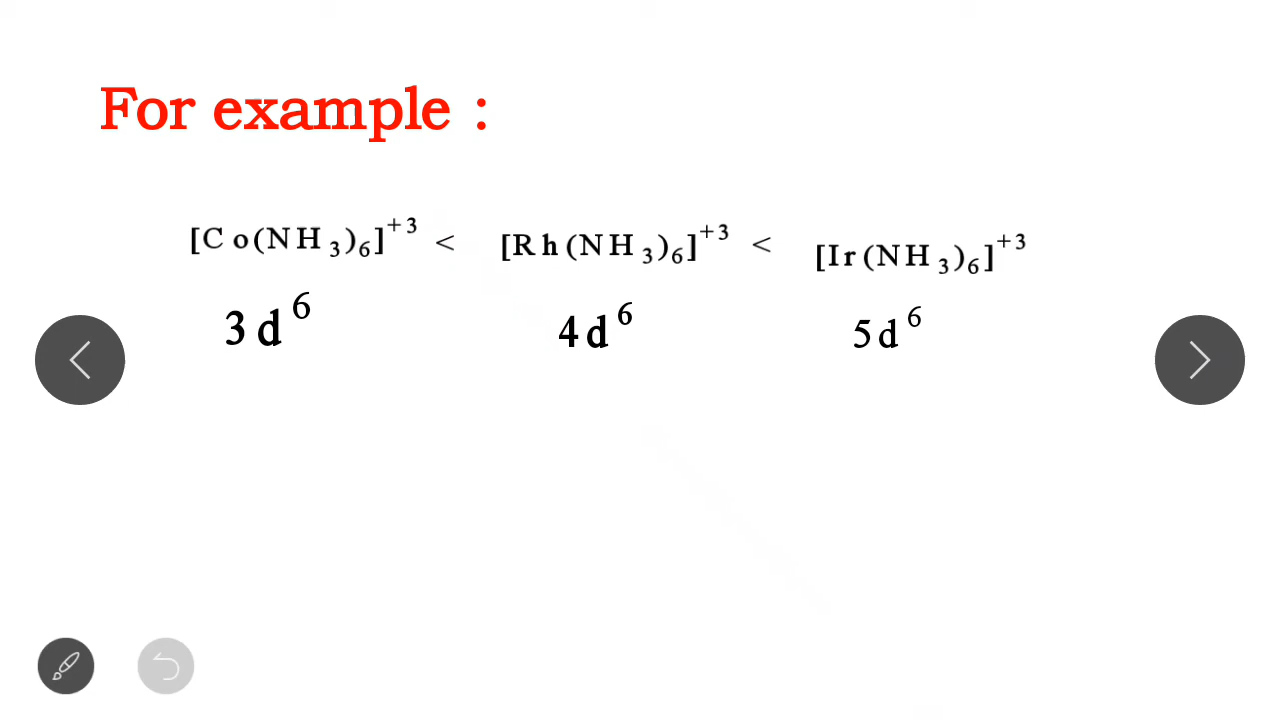 For example :
[Co(NH₃)₆]⁺³ < [Rh(NH₃)₆]⁺³ < [Ir(NH₃)₆]⁺³
3d⁶ 4d⁶ 5d⁶